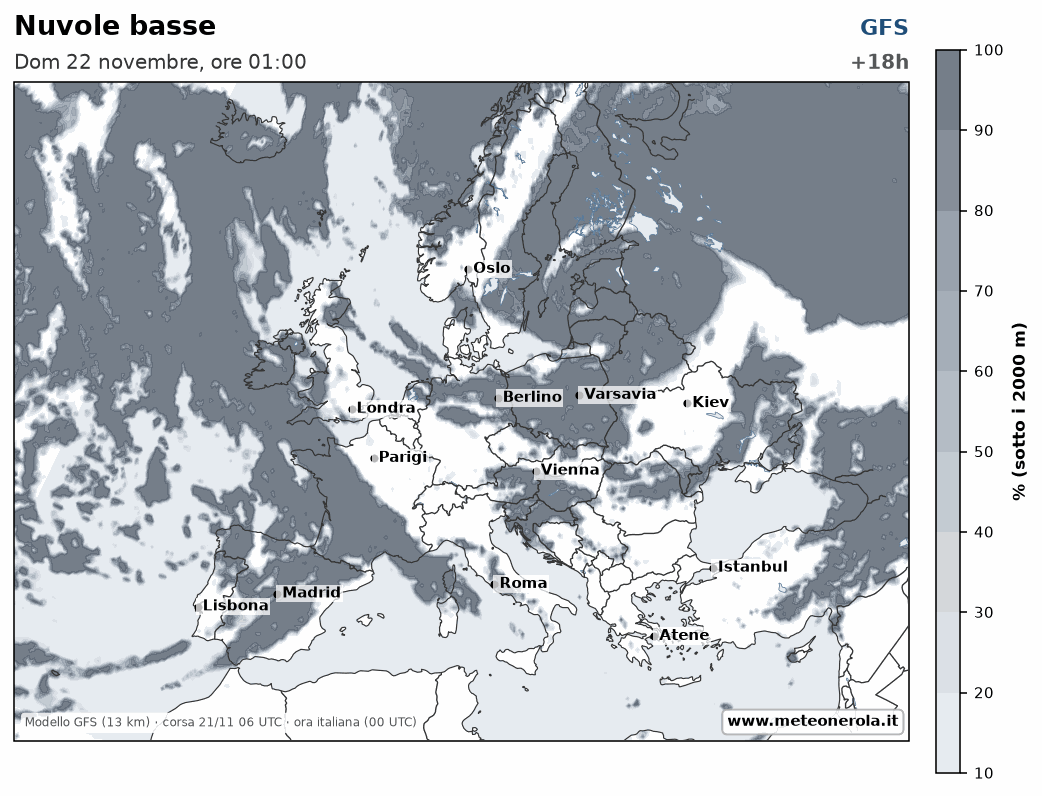 Nuvole basse
GFS
Dom 22 novembre, ore 01:00
+18h
100
90
80
70
60
50
40
30
20
10
% (sotto i 2000 m)
Oslo
Londra
Berlino
Varsavia
Kiev
Parigi
Vienna
Istanbul
Roma
Madrid
Lisbona
Atene
Modello GFS (13 km) · corsa 21/11 06 UTC · ora italiana (00 UTC)
www.meteonerola.it